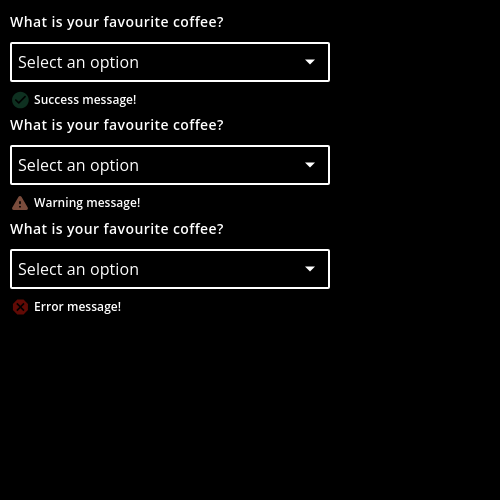 What is your favourite coffee?
Select an option
Success message!
What is your favourite coffee?
Select an option
Warning message!
What is your favourite coffee?
Select an option
Error message!